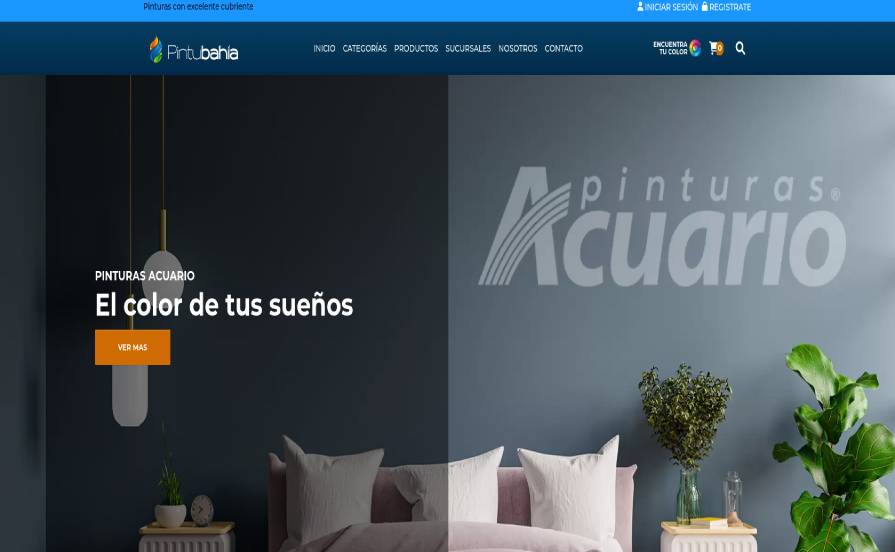 Pinturas con excelente cubriente
INICIAR SESIÓN REGISTRATE
Pintubahía
INICIO CATEGORÍAS PRODUCTOS SUCURSALES NOSOTROS CONTACTO
ENCUENTRA
TU COLOR
0
pinturas®
Acuario
PINTURAS ACUARIO
El color de tus sueños
VER MAS